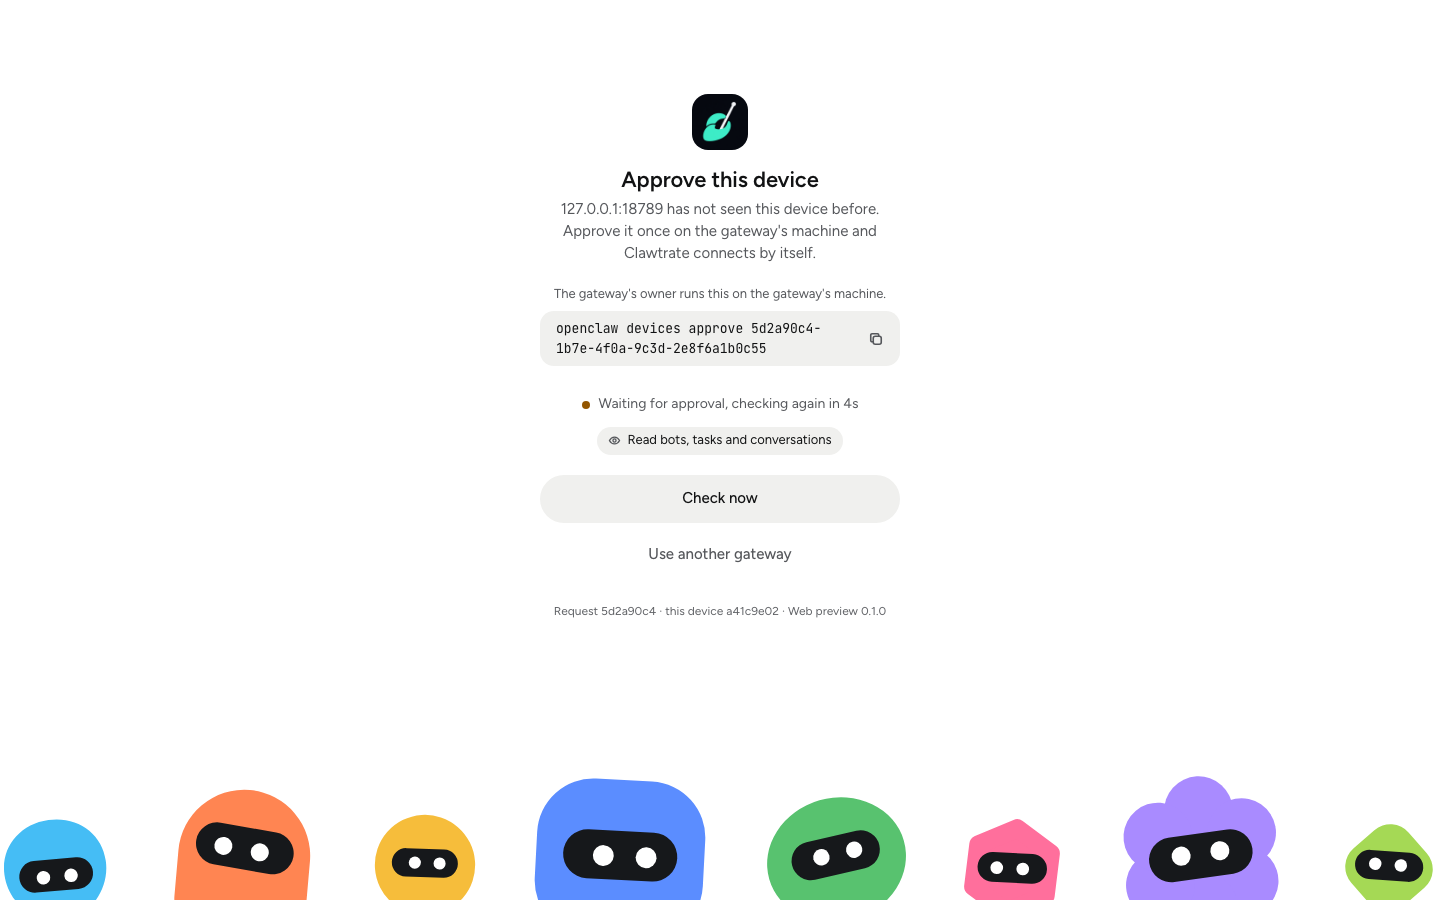 Approve this device
127.0.0.1:18789 has not seen this device before.
Approve it once on the gateway's machine and
Clawtrate connects by itself.
The gateway's owner runs this on the gateway's machine.
openclaw devices approve 5d2a90c4-
1b7e-4f0a-9c3d-2e8f6a1b0c55
Waiting for approval, checking again in 4s
Read bots, tasks and conversations
Check now
Use another gateway
Request 5d2a90c4 · this device a41c9e02 · Web preview 0.1.0